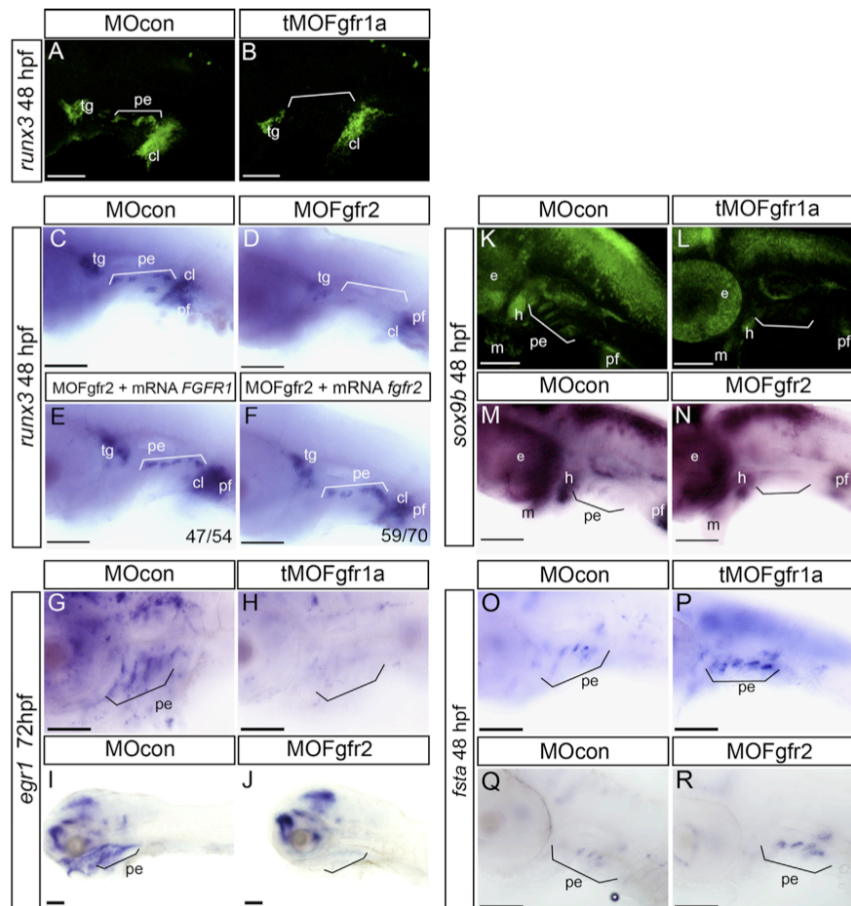 MOcon
tMOFgfr1a
runx3 48 hpf
A
tg
pe
cl
B
tg
cl
MOcon
MOFgfr2
runx3 48 hpf
C
tg
pe
cl
pf
D
tg
cl
pf
MOFgfr2 + mRNA FGFR1
MOFgfr2 + mRNA fgfr2
E
tg
pe
cl
pf
47/54
F
tg
pe
cl
pf
59/70
MOcon
tMOFgfr1a
egr1 72hpf
G
pe
H
pe
MOcon
MOFgfr2
I
pe
J
pe
MOcon
tMOFgfr1a
sox9b 48 hpf
K
e
h
m
pe
pf
L
e
h
m
pe
pf
MOcon
MOFgfr2
M
e
h
m
pe
pf
N
e
h
m
pf
MOcon
tMOFgfr1a
fsta 48 hpf
O
pe
P
pe
MOcon
MOFgfr2
Q
pe
R
pe